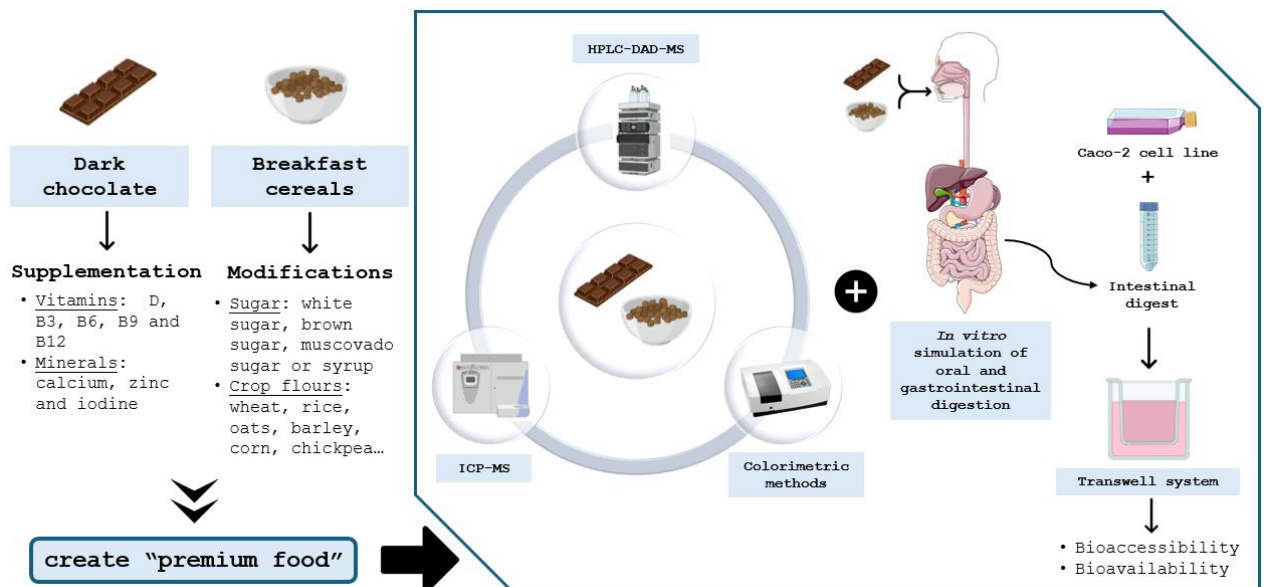 Dark
chocolate
Supplementation
• Vitamins: D,
B3, B6, B9 and
B12
• Minerals:
calcium, zinc
and iodine
Breakfast
cereals
Modifications
• Sugar: white
sugar, brown
sugar, muscovado
sugar or syrup
• Crop flours:
wheat, rice,
oats, barley,
corn, chickpea…
create “premium food”
HPLC-DAD-MS
ICP-MS
Colorimetric
methods
In vitro
simulation of
oral and
gastrointestinal
digestion
Caco-2 cell line
+
Intestinal
digest
Transwell system
• Bioaccessibility
• Bioavailability